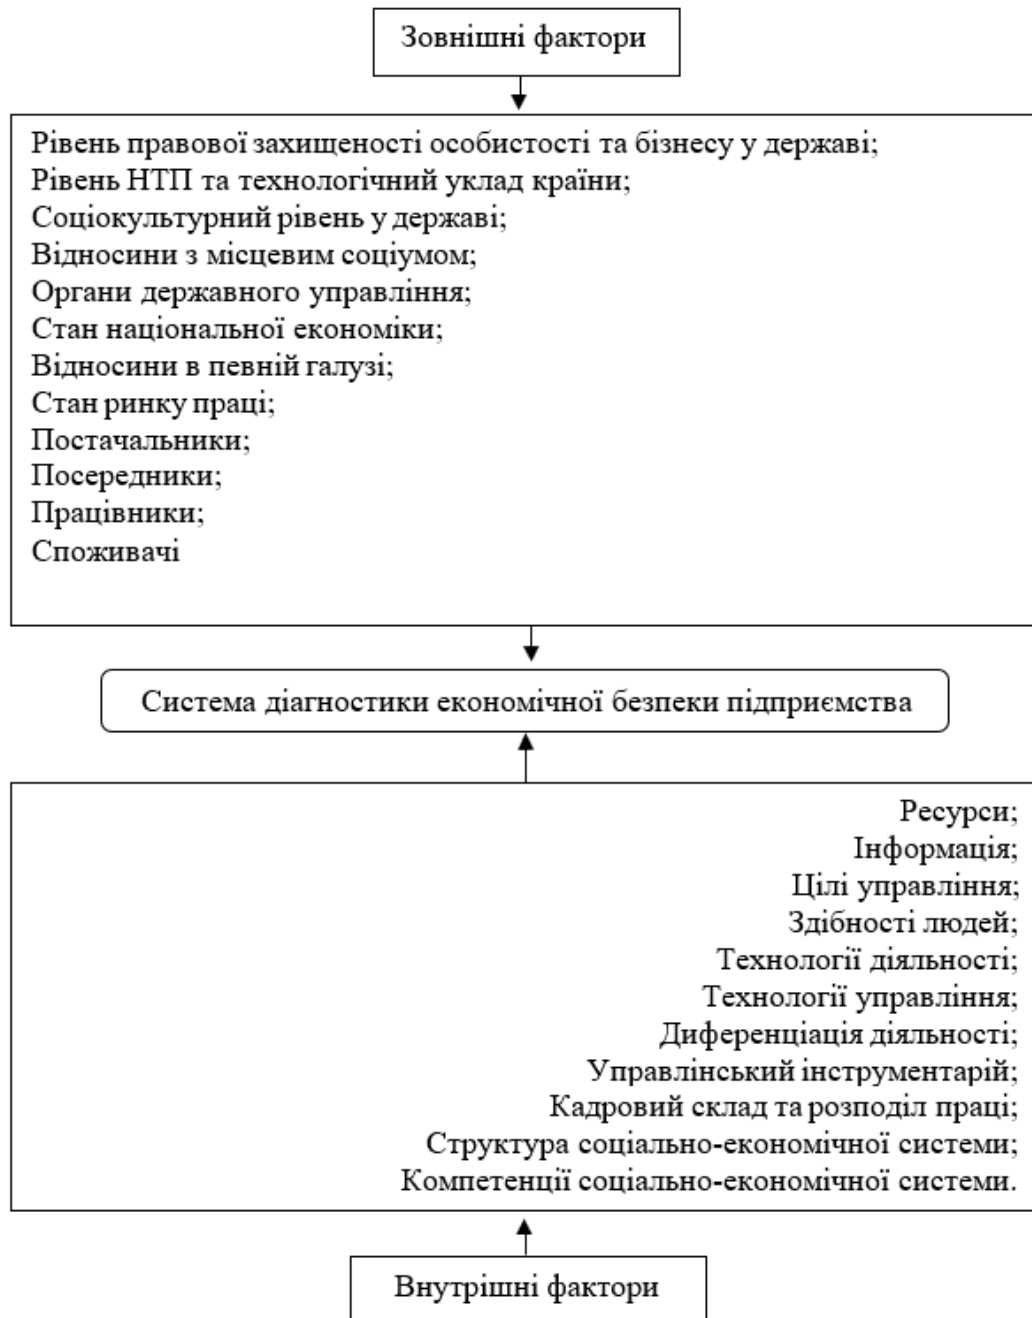 Зовнішні фактори
Рівень правової захищеності особистості та бізнесу у державі;
Рівень НТП та технологічний уклад країни;
Соціокультурний рівень у державі;
Відносини з місцевим соціумом;
Органи державного управління;
Стан національної економіки;
Відносини в певній галузі;
Стан ринку праці;
Постачальники;
Посередники;
Працівники;
Споживачі
Система діагностики економічної безпеки підприємства
Ресурси;
Інформація;
Цілі управління;
Здібності людей;
Технології діяльності;
Технології управління;
Диференціація діяльності;
Управлінський інструментарій;
Кадровий склад та розподіл праці;
Структура соціально-економічної системи;
Компетенції соціально-економічної системи.
Внутрішні фактори